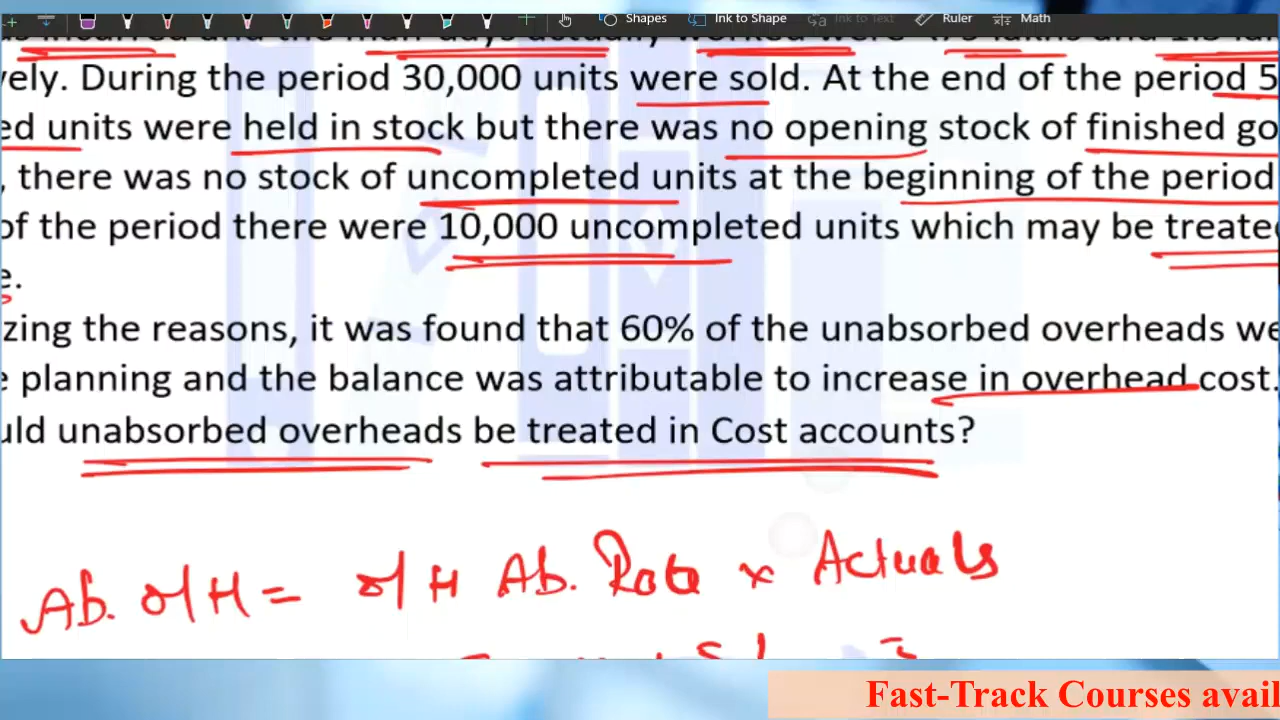 Shapes Ink to Shape Ink to Text Ruler Math
were
vely. During the period 30,000 units were sold. At the end of the period 5
ed units were held in stock but there was no opening stock of finished go
, there was no stock of uncompleted units at the beginning of the period
of the period there were 10,000 uncompleted units which may be treate
e.
zing the reasons, it was found that 60% of the unabsorbed overheads we
e planning and the balance was attributable to increase in overhead cost.
uld unabsorbed overheads be treated in Cost accounts?
Ab. o/H = o/H Ab. Rate x Actuals
Fast-Track Courses avail